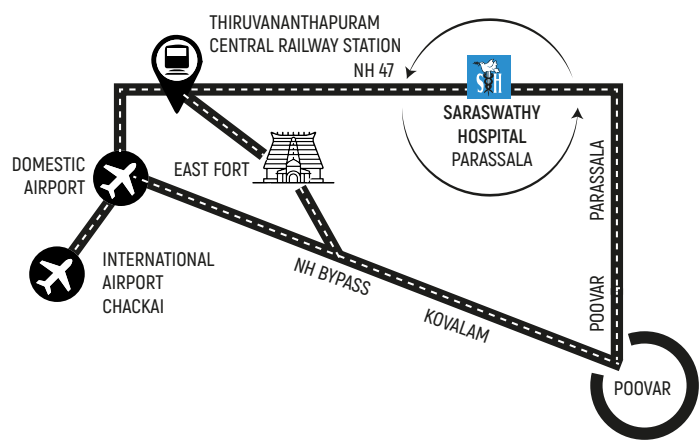 THIRUVANANTHAPURAM
CENTRAL RAILWAY STATION
NH 47
S H
SARASWATHY
HOSPITAL
PARASSALA
DOMESTIC
AIRPORT
EAST FORT
PARASSALA
INTERNATIONAL
AIRPORT
CHACKAI
NH BYPASS
KOVALAM
POOVAR
POOVAR